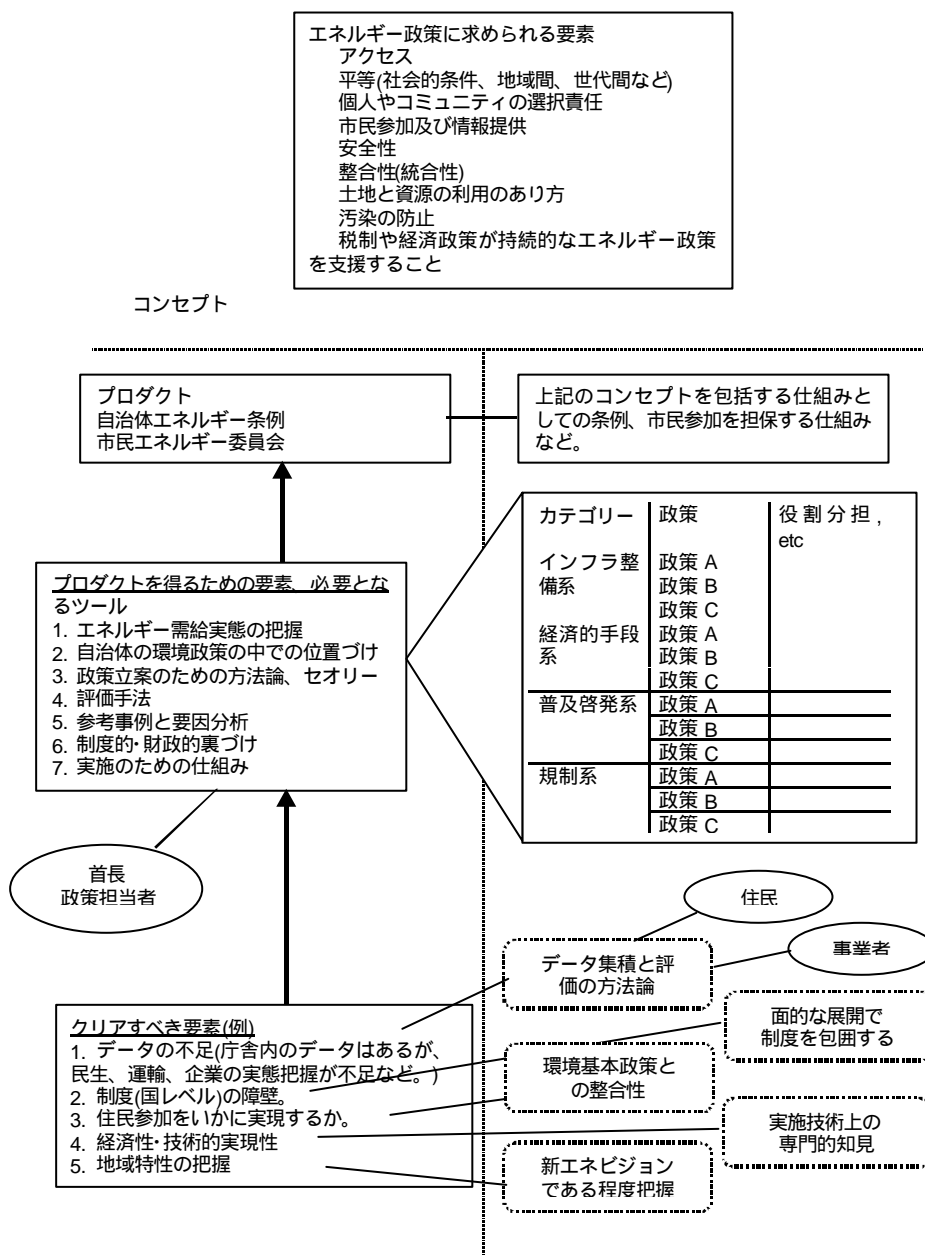 エネルギー政策に求められる要素
アクセス
平等(社会的条件、地域間、世代間など)
個人やコミュニティの選択責任
市民参加及び情報提供
安全性
整合性(統合性)
土地と資源の利用のあり方
汚染の防止
税制や経済政策が持続的なエネルギー政策
を支援すること
コンセプト
プロダクト
自治体エネルギー条例
市民エネルギー委員会
上記のコンセプトを包括する仕組みと
しての条例、市民参加を担保する仕組み
など。
プロダクトを得るための要素、必要とな
るツール
1. エネルギー需給実態の把握
2. 自治体の環境政策の中での位置づけ
3. 政策立案のための方法論、セオリー
4. 評価手法
5. 参考事例と要因分析
6. 制度的・財政的裏づけ
7. 実施のための仕組み
カテゴリー 政策 役割分担,
etc
インフラ整 政策 A
備系 政策 B
政策 C
経済的手段 政策 A
系 政策 B
政策 C
普及啓発系 政策 A
政策 B
政策 C
規制系 政策 A
政策 B
政策 C
首長
政策担当者
住民
事業者
データ集積と評
価の方法論
面的な展開で
制度を包囲する
環境基本政策と
の整合性
実施技術上の
専門的知見
新エネビジョン
である程度把握
クリアすべき要素(例)
1. データの不足(庁舎内のデータはあるが、
民生、運輸、企業の実態把握が不足など。)
2. 制度(国レベル)の障壁。
3. 住民参加をいかに実現するか。
4. 経済性・技術的実現性
5. 地域特性の把握